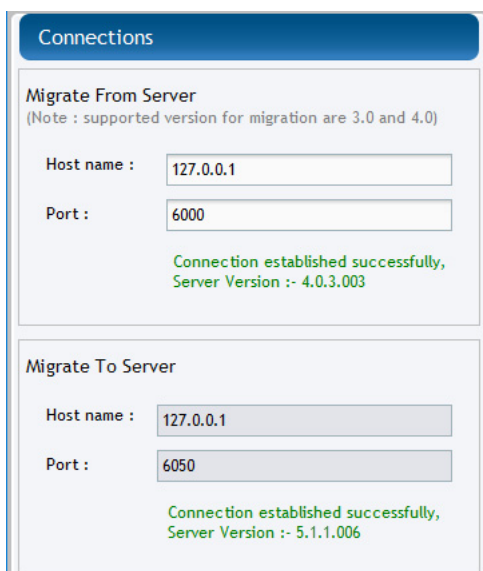 Connections
Migrate From Server
(Note : supported version for migration are 3.0 and 4.0)
Host name : 127.0.0.1
Port : 6000
Connection established successfully,
Server Version :- 4.0.3.003
Migrate To Server
Host name : 127.0.0.1
Port : 6050
Connection established successfully,
Server Version :- 5.1.1.006